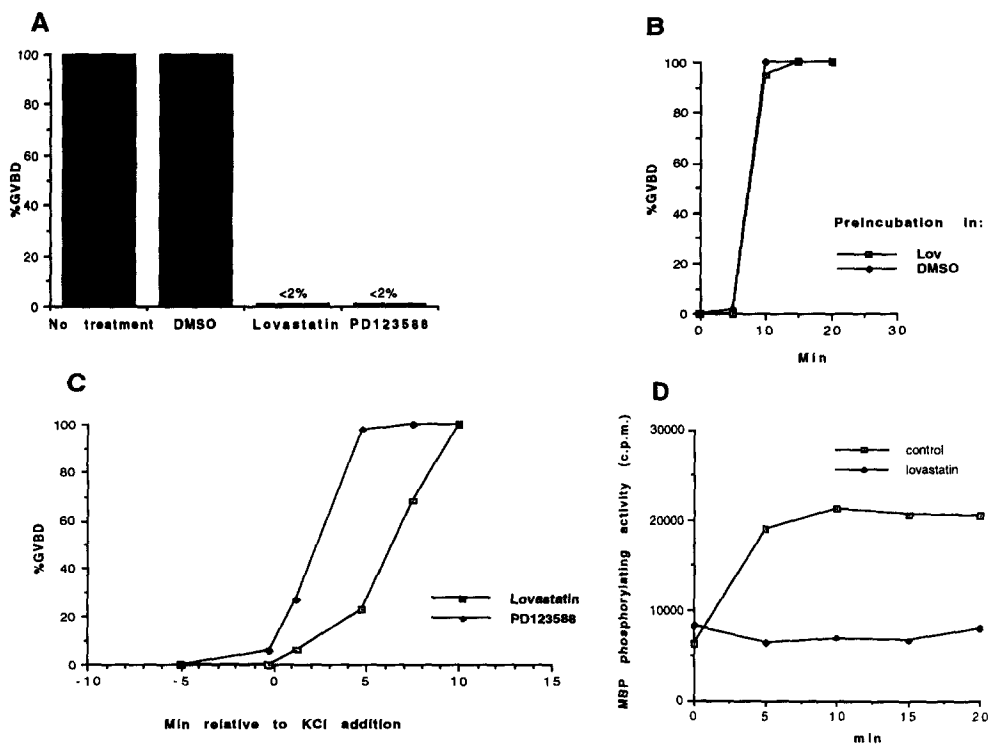 A
%GVBD
100
80
60
40
20
0
<2%
<2%
No treatment
DMSO
Lovastatin
PD123588
B
%GVBD
100
80
60
40
20
0
Preincubation in:
Lov
DMSO
0
10
20
30
Min
C
%GVBD
100
80
60
40
20
0
Lovastatin
PD123588
-10
-5
0
5
10
15
Min relative to KCl addition
D
MBP phosphorylating activity (c.p.m.)
30000
20000
10000
0
control
lovastatin
0
5
10
15
20
min